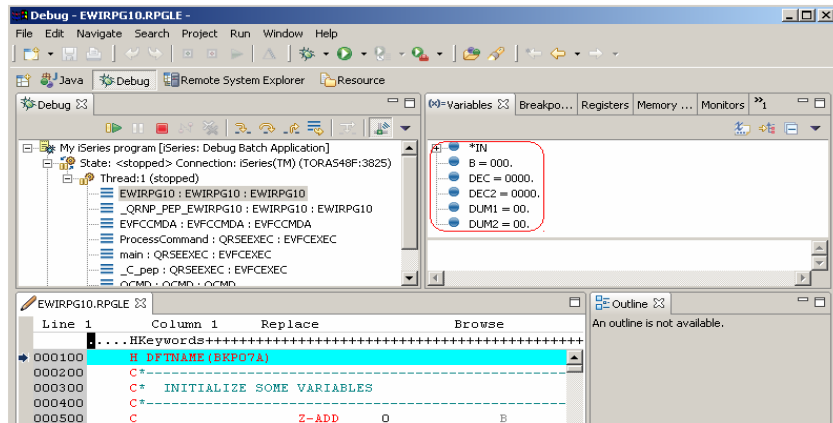 Debug - EWIRPG10.RPGLE -
File Edit Navigate Search Project Run Window Help
Java Debug Remote System Explorer Resource
Debug
My iSeries program [iSeries: Debug Batch Application]
State: <stopped> Connection: iSeries(TM) (TORAS48F:3825)
Thread:1 (stopped)
EWIRPG10 : EWIRPG10 : EWIRPG10
_QRNP_PEP_EWIRPG10 : EWIRPG10 : EWIRPG10
EVFCCMDA : EVFCCMDA : EVFCCMDA
ProcessCommand : QRSEEXEC : EVFCEXEC
main : QRSEEXEC : EVFCEXEC
_C_pep : QRSEEXEC : EVFCEXEC
QCMD : QCMD : QCMD
(x)= Variables Breakpo... Registers Memory ... Monitors »1
*IN
B = 000.
DEC = 0000.
DEC2 = 0000.
DUM1 = 00.
DUM2 = 00.
EWIRPG10.RPGLE
Line 1 Column 1 Replace Browse
.....HKeywords++++++++++++++++++++++++++++++++++++++++++++++++
000100 H DFTNAME(BKP07A)
000200 C*----------------------------------------------------
000300 C* INITIALIZE SOME VARIABLES
000400 C*----------------------------------------------------
000500 C Z-ADD 0 B
Outline
An outline is not available.